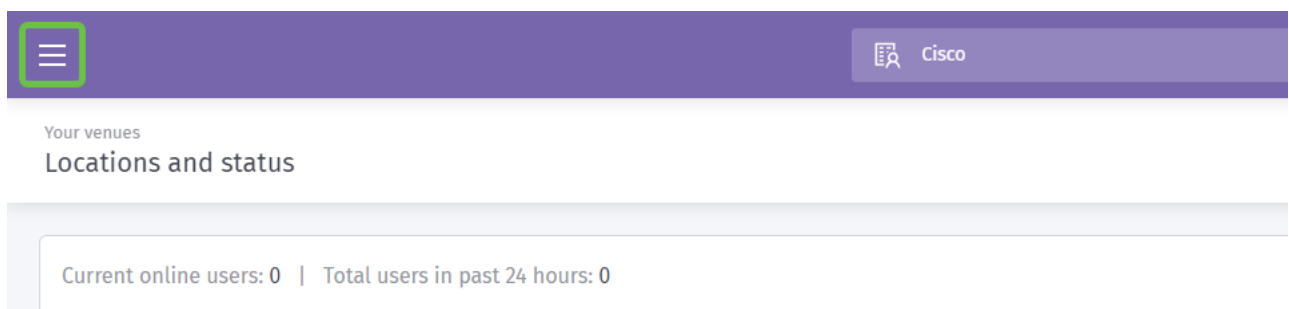 Cisco
Your venues
Locations and status
Current online users: 0 | Total users in past 24 hours: 0